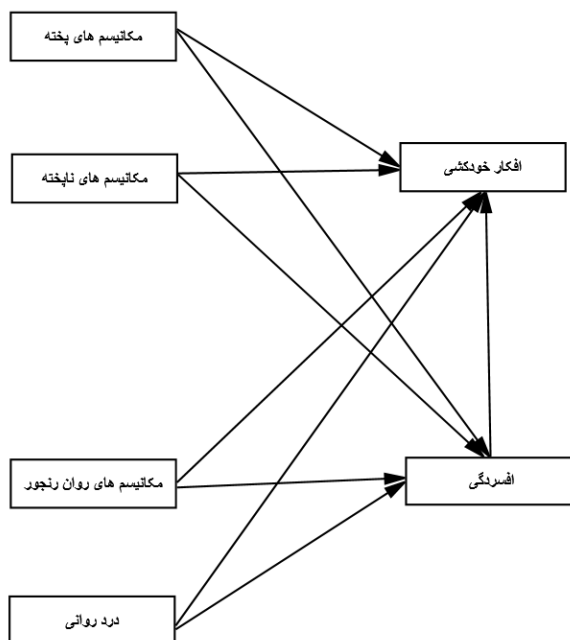 مکانیسم های پخته
افکار خودکشی
مکانیسم های ناپخته
مکانیسم های روان رنجور
افسردگی
درد روانی